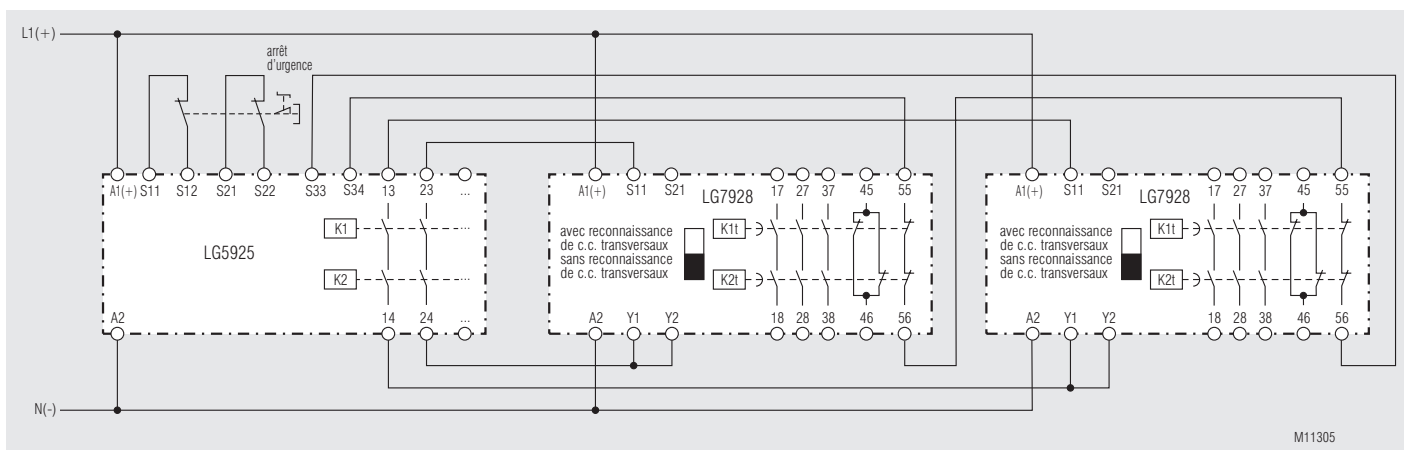 L1(+)
arrêt
d'urgence
A1(+) S11 S12 S21 S22 S33 S34 13 23 ...
K1 ...
LG5925
K2 ...
A2 14 24 ...
A1(+) S11 S21 17 27 37 45 55
LG7928
avec reconnaissance
de c.c. transversaux
sans reconnaissance
de c.c. transversaux
K1t
K2t
A2 Y1 Y2 18 28 38 46 56
A1(+) S11 S21 17 27 37 45 55
LG7928
avec reconnaissance
de c.c. transversaux
sans reconnaissance
de c.c. transversaux
K1t
K2t
A2 Y1 Y2 18 28 38 46 56
N(-)
M11305